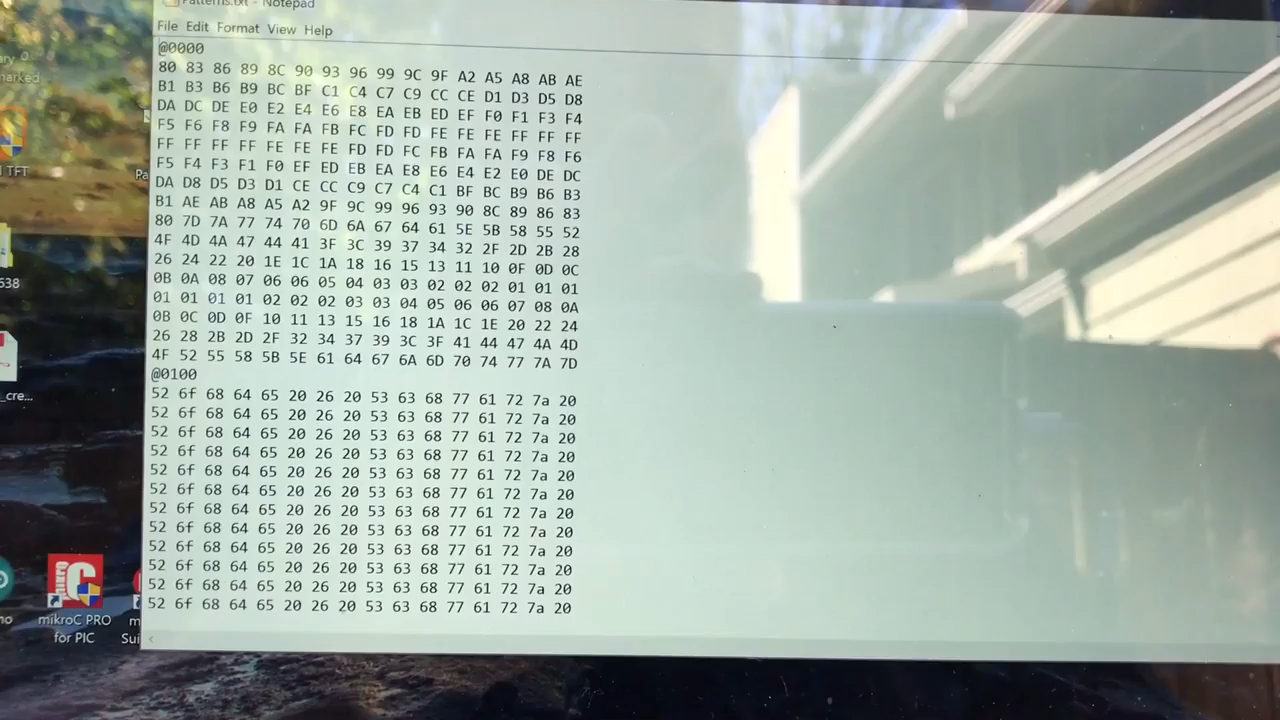 Patterns.txt - Notepad
File Edit Format View Help
@0000
80 83 86 89 8C 90 93 96 99 9C 9F A2 A5 A8 AB AE
B1 B3 B6 B9 BC BF C1 C4 C7 C9 CC CE D1 D3 D5 D8
DA DC DE E0 E2 E4 E6 E8 EA EB ED EF F0 F1 F3 F4
F5 F6 F8 F9 FA FA FB FC FD FD FE FE FE FF FF FF
FF FF FF FF FE FE FE FD FD FC FB FA FA F9 F8 F6
F5 F4 F3 F1 F0 EF ED EB EA E8 E6 E4 E2 E0 DE DC
DA D8 D5 D3 D1 CE CC C9 C7 C4 C1 BF BC B9 B6 B3
B1 AE AB A8 A5 A2 9F 9C 99 96 93 90 8C 89 86 83
80 7D 7A 77 74 70 6D 6A 67 64 61 5E 5B 58 55 52
4F 4D 4A 47 44 41 3F 3C 39 37 34 32 2F 2D 2B 28
26 24 22 20 1E 1C 1A 18 16 15 13 11 10 0F 0D 0C
0B 0A 08 07 06 06 05 04 03 03 02 02 02 01 01 01
01 01 01 01 02 02 02 03 03 04 05 06 06 07 08 0A
0B 0C 0D 0F 10 11 13 15 16 18 1A 1C 1E 20 22 24
26 28 2B 2D 2F 32 34 37 39 3C 3F 41 44 47 4A 4D
4F 52 55 58 5B 5E 61 64 67 6A 6D 70 74 77 7A 7D
@0100
52 6f 68 64 65 20 26 20 53 63 68 77 61 72 7a 20
52 6f 68 64 65 20 26 20 53 63 68 77 61 72 7a 20
52 6f 68 64 65 20 26 20 53 63 68 77 61 72 7a 20
52 6f 68 64 65 20 26 20 53 63 68 77 61 72 7a 20
52 6f 68 64 65 20 26 20 53 63 68 77 61 72 7a 20
52 6f 68 64 65 20 26 20 53 63 68 77 61 72 7a 20
52 6f 68 64 65 20 26 20 53 63 68 77 61 72 7a 20
52 6f 68 64 65 20 26 20 53 63 68 77 61 72 7a 20
52 6f 68 64 65 20 26 20 53 63 68 77 61 72 7a 20
52 6f 68 64 65 20 26 20 53 63 68 77 61 72 7a 20
52 6f 68 64 65 20 26 20 53 63 68 77 61 72 7a 20
52 6f 68 64 65 20 26 20 53 63 68 77 61 72 7a 20
TFT
Pa
638
_cre...
mikroC PRO
for PIC